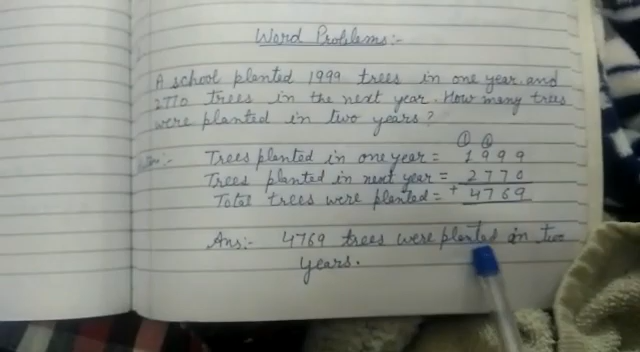 Word Problems:-
A school planted 1999 trees in one year and
2770 trees in the next year. How many trees
were planted in two years?
① ①
Trees planted in one year = 1999
Trees planted in next year = 2770
Total trees were planted = + 4769
Ans:- 4769 trees were planted in two
years.